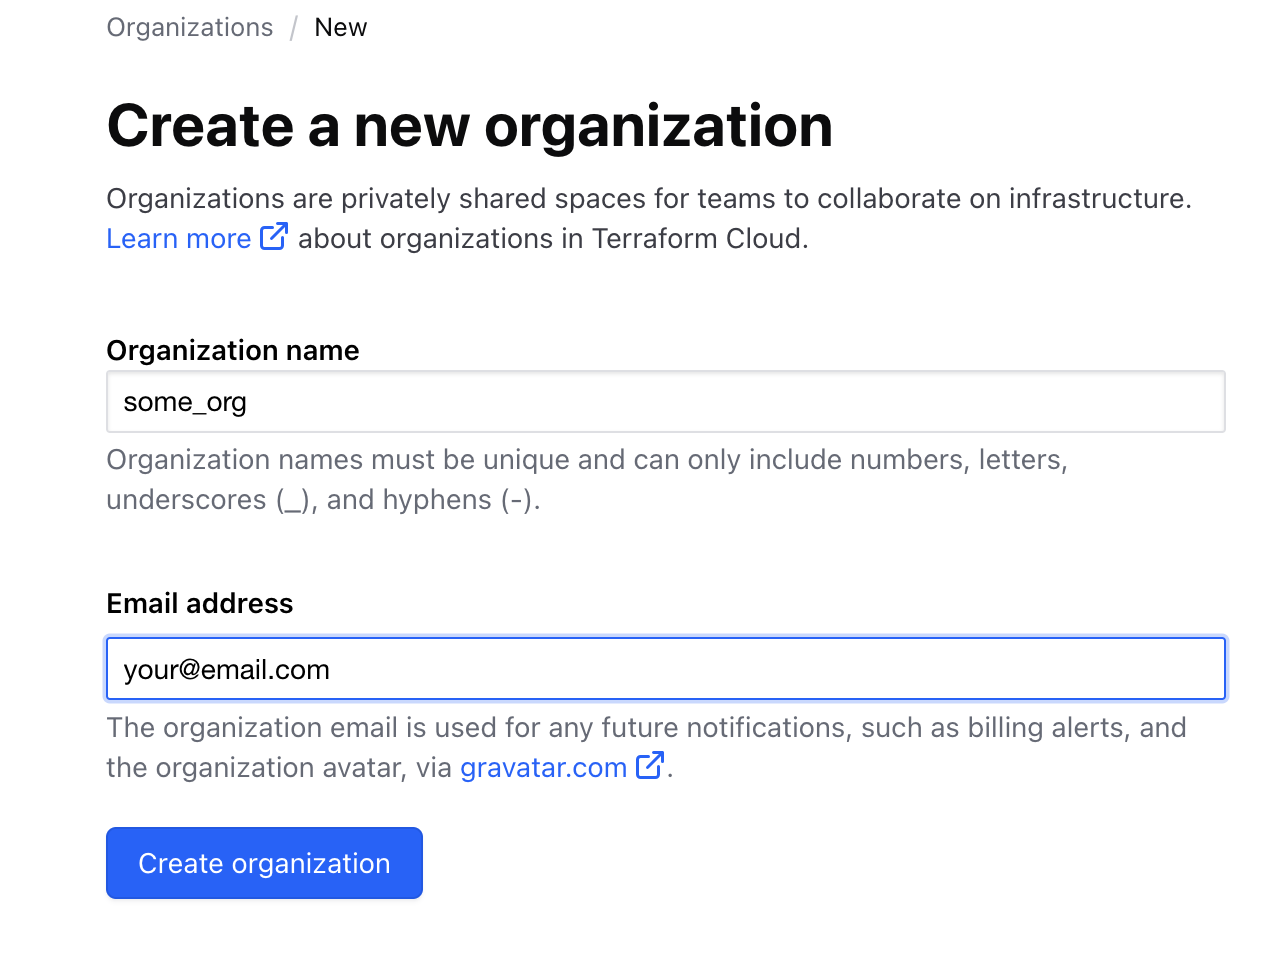 Organizations / New
Create a new organization
Organizations are privately shared spaces for teams to collaborate on infrastructure.
Learn more about organizations in Terraform Cloud.
Organization name
some_org
Organization names must be unique and can only include numbers, letters,
underscores (_), and hyphens (-).
Email address
your@email.com
The organization email is used for any future notifications, such as billing alerts, and
the organization avatar, via gravatar.com.
Create organization